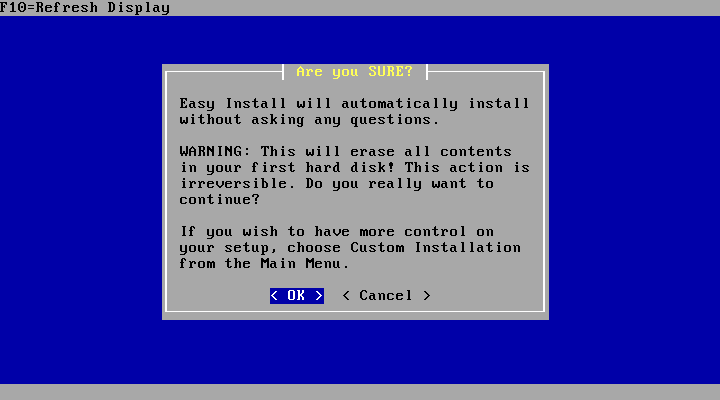 F10=Refresh Display
Are you SURE?
Easy Install will automatically install
without asking any questions.
WARNING: This will erase all contents
in your first hard disk! This action is
irreversible. Do you really want to
continue?
If you wish to have more control on
your setup, choose Custom Installation
from the Main Menu.
< OK > < Cancel >